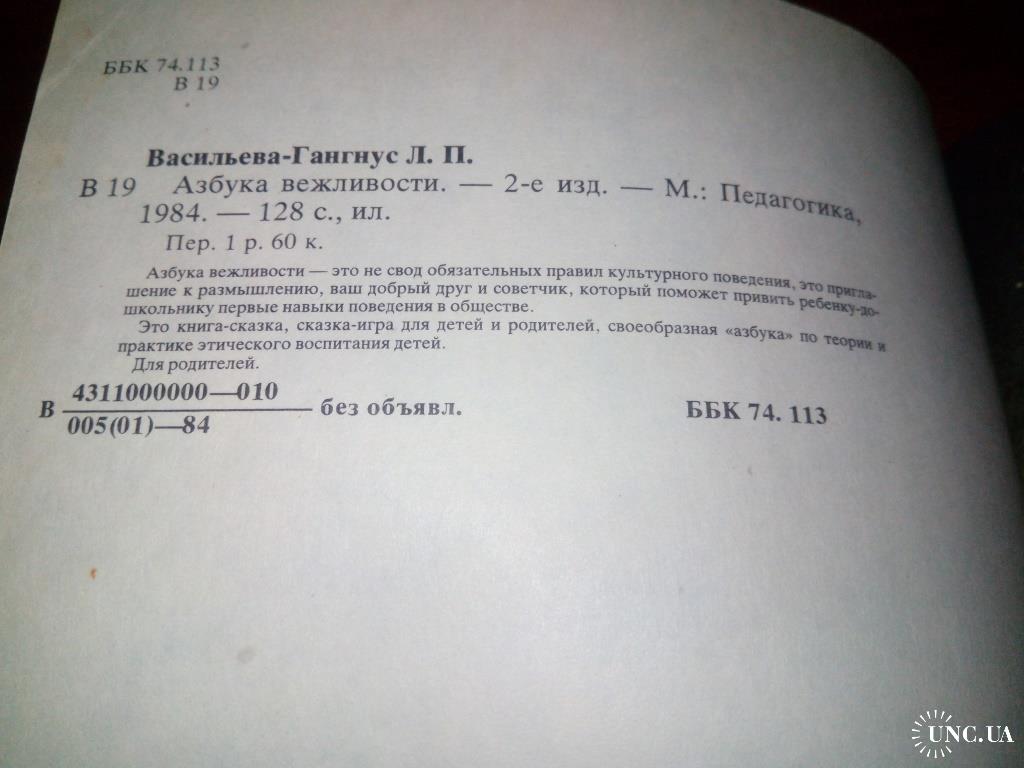 ББК 74.113
В 19
Васильева-Гангнус Л. П.
В 19 Азбука вежливости. — 2-е изд. — М.: Педагогика,
1984. — 128 с., ил.
Пер. 1 р. 60 к.
Азбука вежливости — это не свод обязательных правил культурного поведения, это пригла-
шение к размышлению, ваш добрый друг и советчик, который поможет привить ребенку-до-
школьнику первые навыки поведения в обществе.
Это книга-сказка, сказка-игра для детей и родителей, своеобразная «азбука» по теории и
практике этического воспитания детей.
Для родителей.
В 4311000000—010
005(01)—84 без объявл. ББК 74. 113
UNC.UA